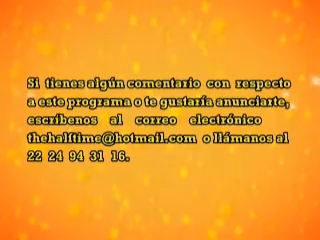 Si tienes algún comentario con respecto
a este programa o te gustaría anunciarte,
escríbenos al correo electrónico
thehalftime@hotmail.com o llámanos al
22 24 94 31 16.